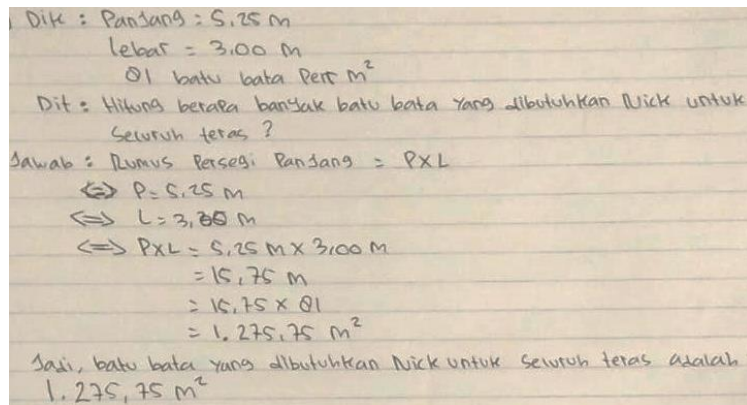 Dik : Panjang : 5,25 m
lebar = 3,00 m
81 batu bata Per m²
Dit : Hitung berapa banyak batu bata yang dibutuhkan Nick untuk
Seluruh teras ?
Jawab : Rumus Persegi Panjang = P×L
<=> P = 5,25 m
<=> L = 3,00 m
<=> P×L = 5,25 m × 3,00 m
= 15,75 m
= 15,75 × 81
= 1.275,75 m²
Jadi, batu bata yang dibutuhkan Nick untuk seluruh teras adalah
1.275,75 m²